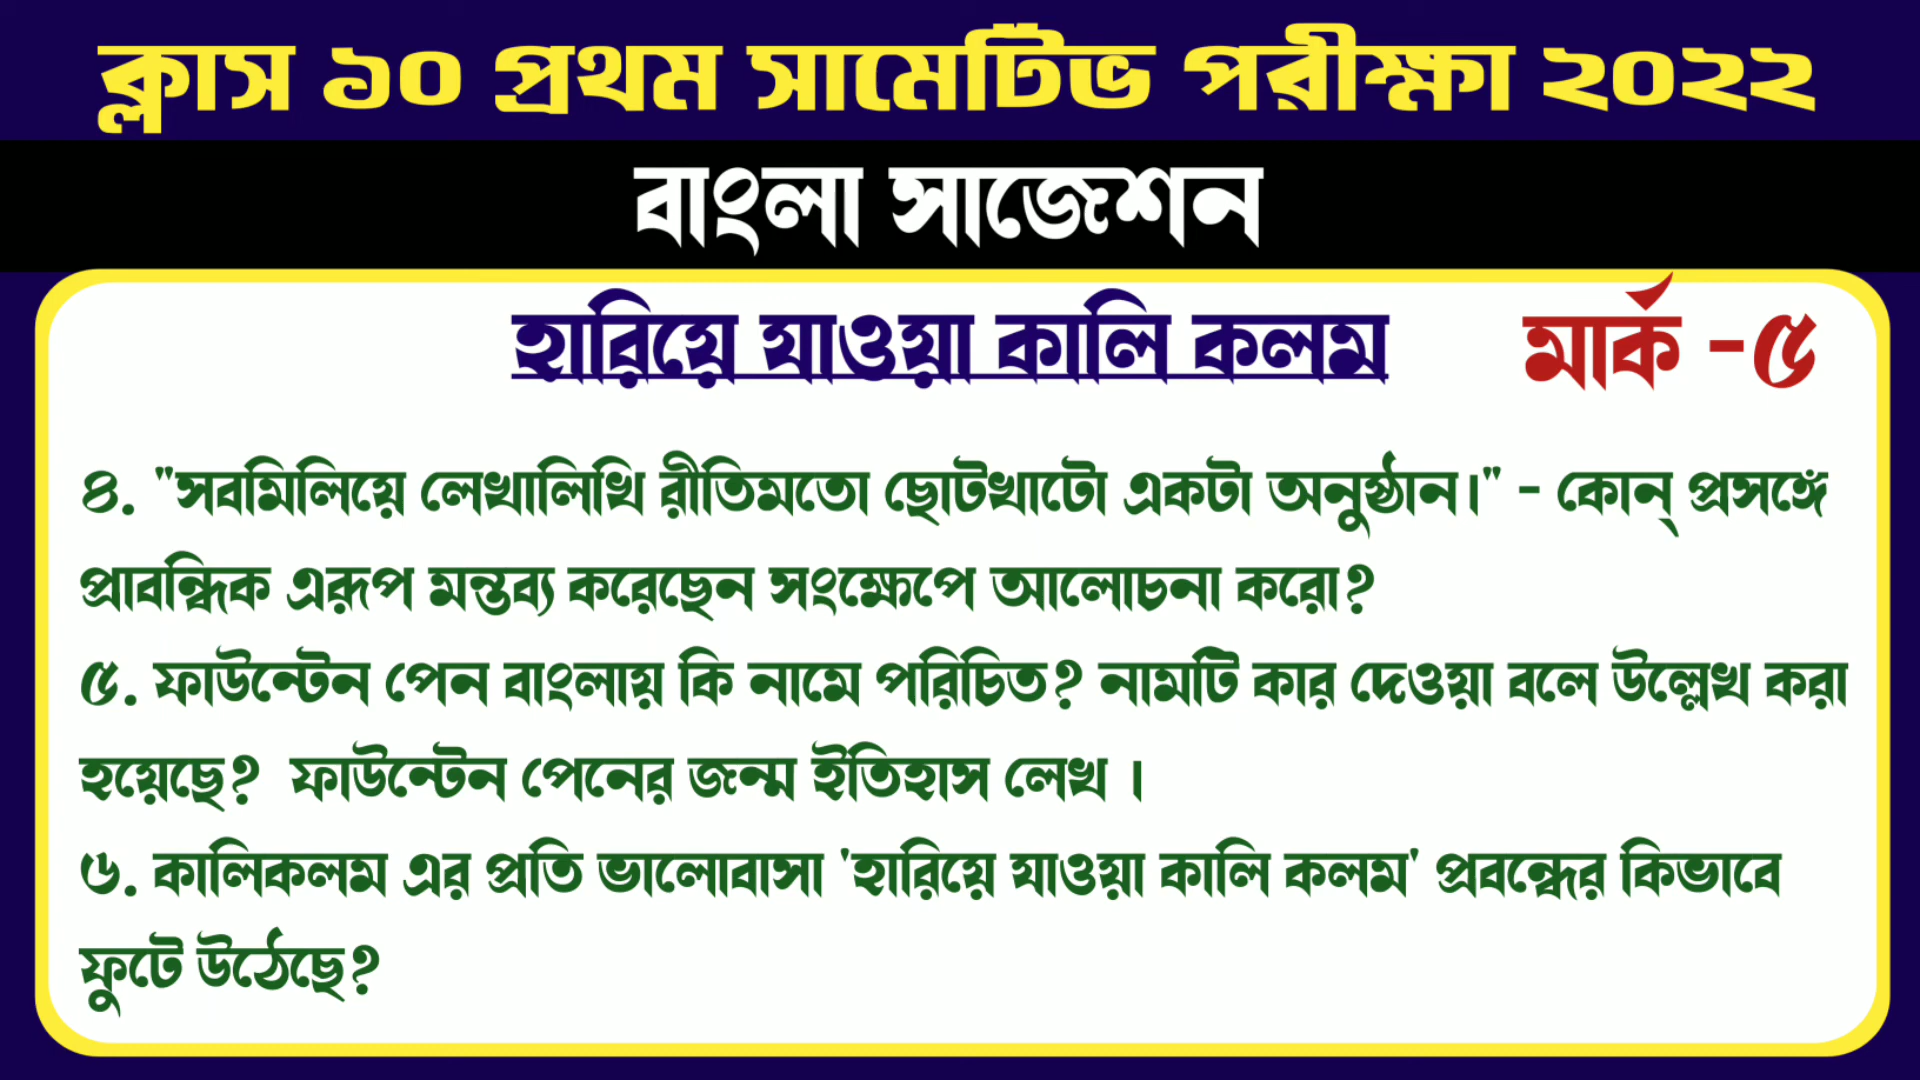 ক্লাস ১০ প্রথম সামেটিভ পরীক্ষা ২০২২
বাংলা সাজেশন
হারিয়ে যাওয়া কালি কলম মার্ক -৫
৪. "সবমিলিয়ে লেখালিখি রীতিমতো ছোটখাটো একটা অনুষ্ঠান।" - কোন্ প্রসঙ্গে
প্রাবন্ধিক এরূপ মন্তব্য করেছেন সংক্ষেপে আলোচনা করো?
৫. ফাউন্টেন পেন বাংলায় কি নামে পরিচিত? নামটি কার দেওয়া বলে উল্লেখ করা
হয়েছে? ফাউন্টেন পেনের জন্ম ইতিহাস লেখ ।
৬. কালিকলম এর প্রতি ভালোবাসা 'হারিয়ে যাওয়া কালি কলম' প্রবন্ধের কিভাবে
ফুটে উঠেছে?